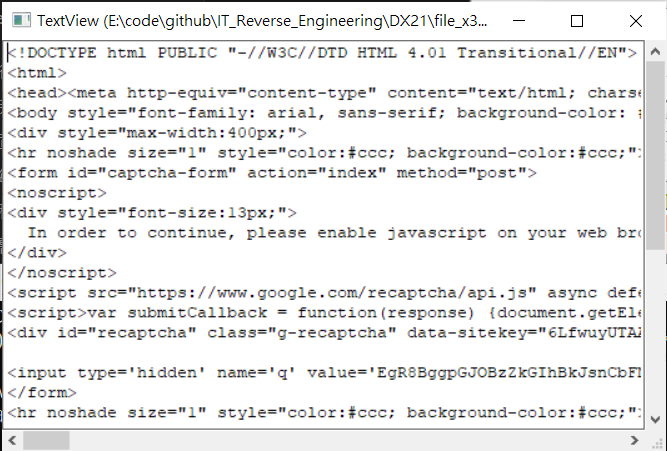 TextView (E:\code\github\IT_Reverse_Engineering\DX21\file_x3...
<!DOCTYPE html PUBLIC "-//W3C//DTD HTML 4.01 Transitional//EN">
<html>
<head><meta http-equiv="content-type" content="text/html; charse
<body style="font-family: arial, sans-serif; background-color: #
<div style="max-width:400px;">
<hr noshade size="1" style="color:#ccc; background-color:#ccc;"
<form id="captcha-form" action="index" method="post">
<noscript>
<div style="font-size:13px;">
  In order to continue, please enable javascript on your web bro
</div>
</noscript>
<script src="https://www.google.com/recaptcha/api.js" async defe
<script>var submitCallback = function(response) {document.getEle
<div id="recaptcha" class="g-recaptcha" data-sitekey="6LfwuyUTA
<input type='hidden' name='q' value='EgR8BggpGJOBzZkGIhBkJsnCbF
</form>
<hr noshade size="1" style="color:#ccc; background-color:#ccc;"